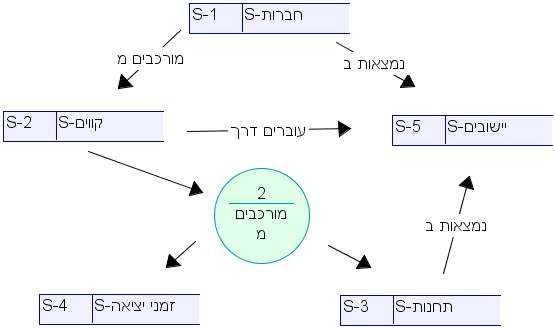 S-1 S-חברות
מורכבים מ
נמצאות ב
S-2 S-קווים
עוברים דרך
S-5 S-יישובים
2
מורכבים
מ
נמצאות ב
S-4 S-זמני יציאה
S-3 S-תחנות